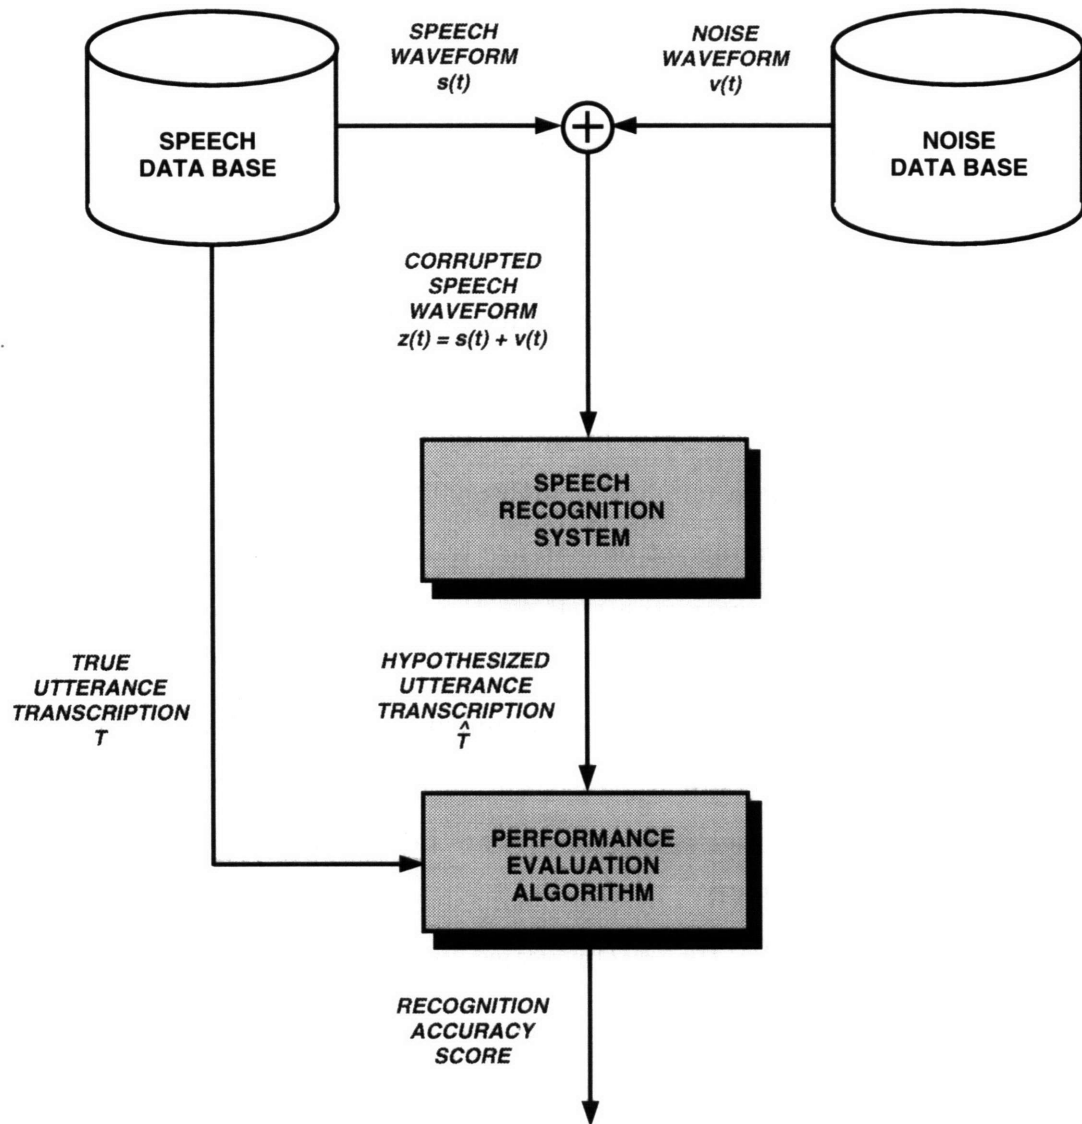 SPEECH
WAVEFORM
s(t)
NOISE
WAVEFORM
v(t)
SPEECH
DATA BASE
+
NOISE
DATA BASE
CORRUPTED
SPEECH
WAVEFORM
z(t) = s(t) + v(t)
SPEECH
RECOGNITION
SYSTEM
TRUE
UTTERANCE
TRANSCRIPTION
T
HYPOTHESIZED
UTTERANCE
TRANSCRIPTION
T̂
PERFORMANCE
EVALUATION
ALGORITHM
RECOGNITION
ACCURACY
SCORE